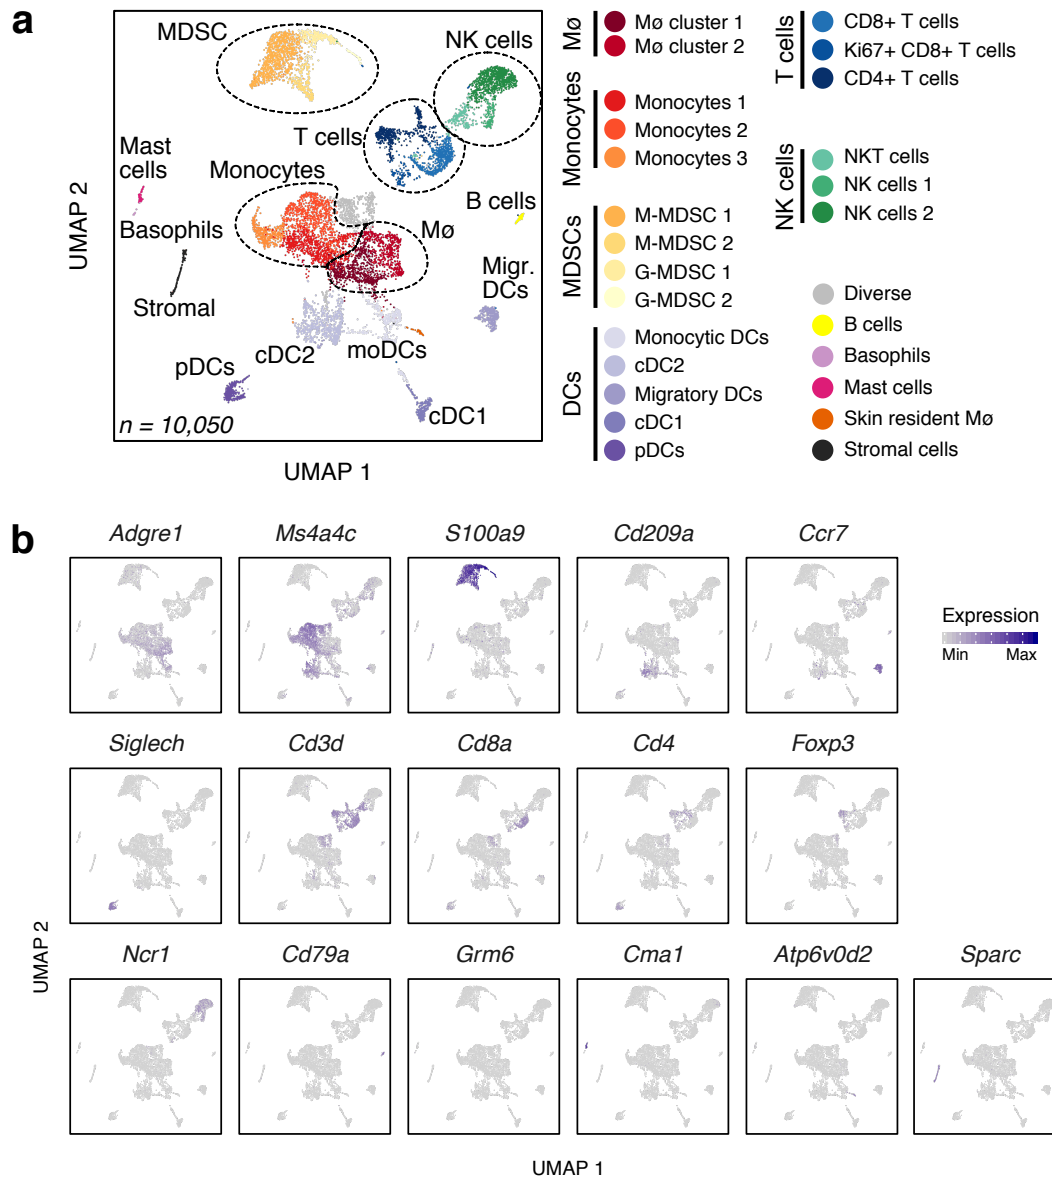 a
MDSC
NK cells
T cells
Mast
cells
Monocytes
B cells
Basophils
Mø
Migr.
DCs
Stromal
cDC2
moDCs
pDCs
cDC1
n = 10,050
UMAP 2
UMAP 1
Mø
Mø cluster 1
Mø cluster 2
Monocytes
Monocytes 1
Monocytes 2
Monocytes 3
MDSCs
M-MDSC 1
M-MDSC 2
G-MDSC 1
G-MDSC 2
DCs
Monocytic DCs
cDC2
Migratory DCs
cDC1
pDCs
T cells
CD8+ T cells
Ki67+ CD8+ T cells
CD4+ T cells
NK cells
NKT cells
NK cells 1
NK cells 2
Diverse
B cells
Basophils
Mast cells
Skin resident Mø
Stromal cells
b
Adgre1
Ms4a4c
S100a9
Cd209a
Ccr7
Expression
Min
Max
Siglech
Cd3d
Cd8a
Cd4
Foxp3
Ncr1
Cd79a
Grm6
Cma1
Atp6v0d2
Sparc
UMAP 2
UMAP 1